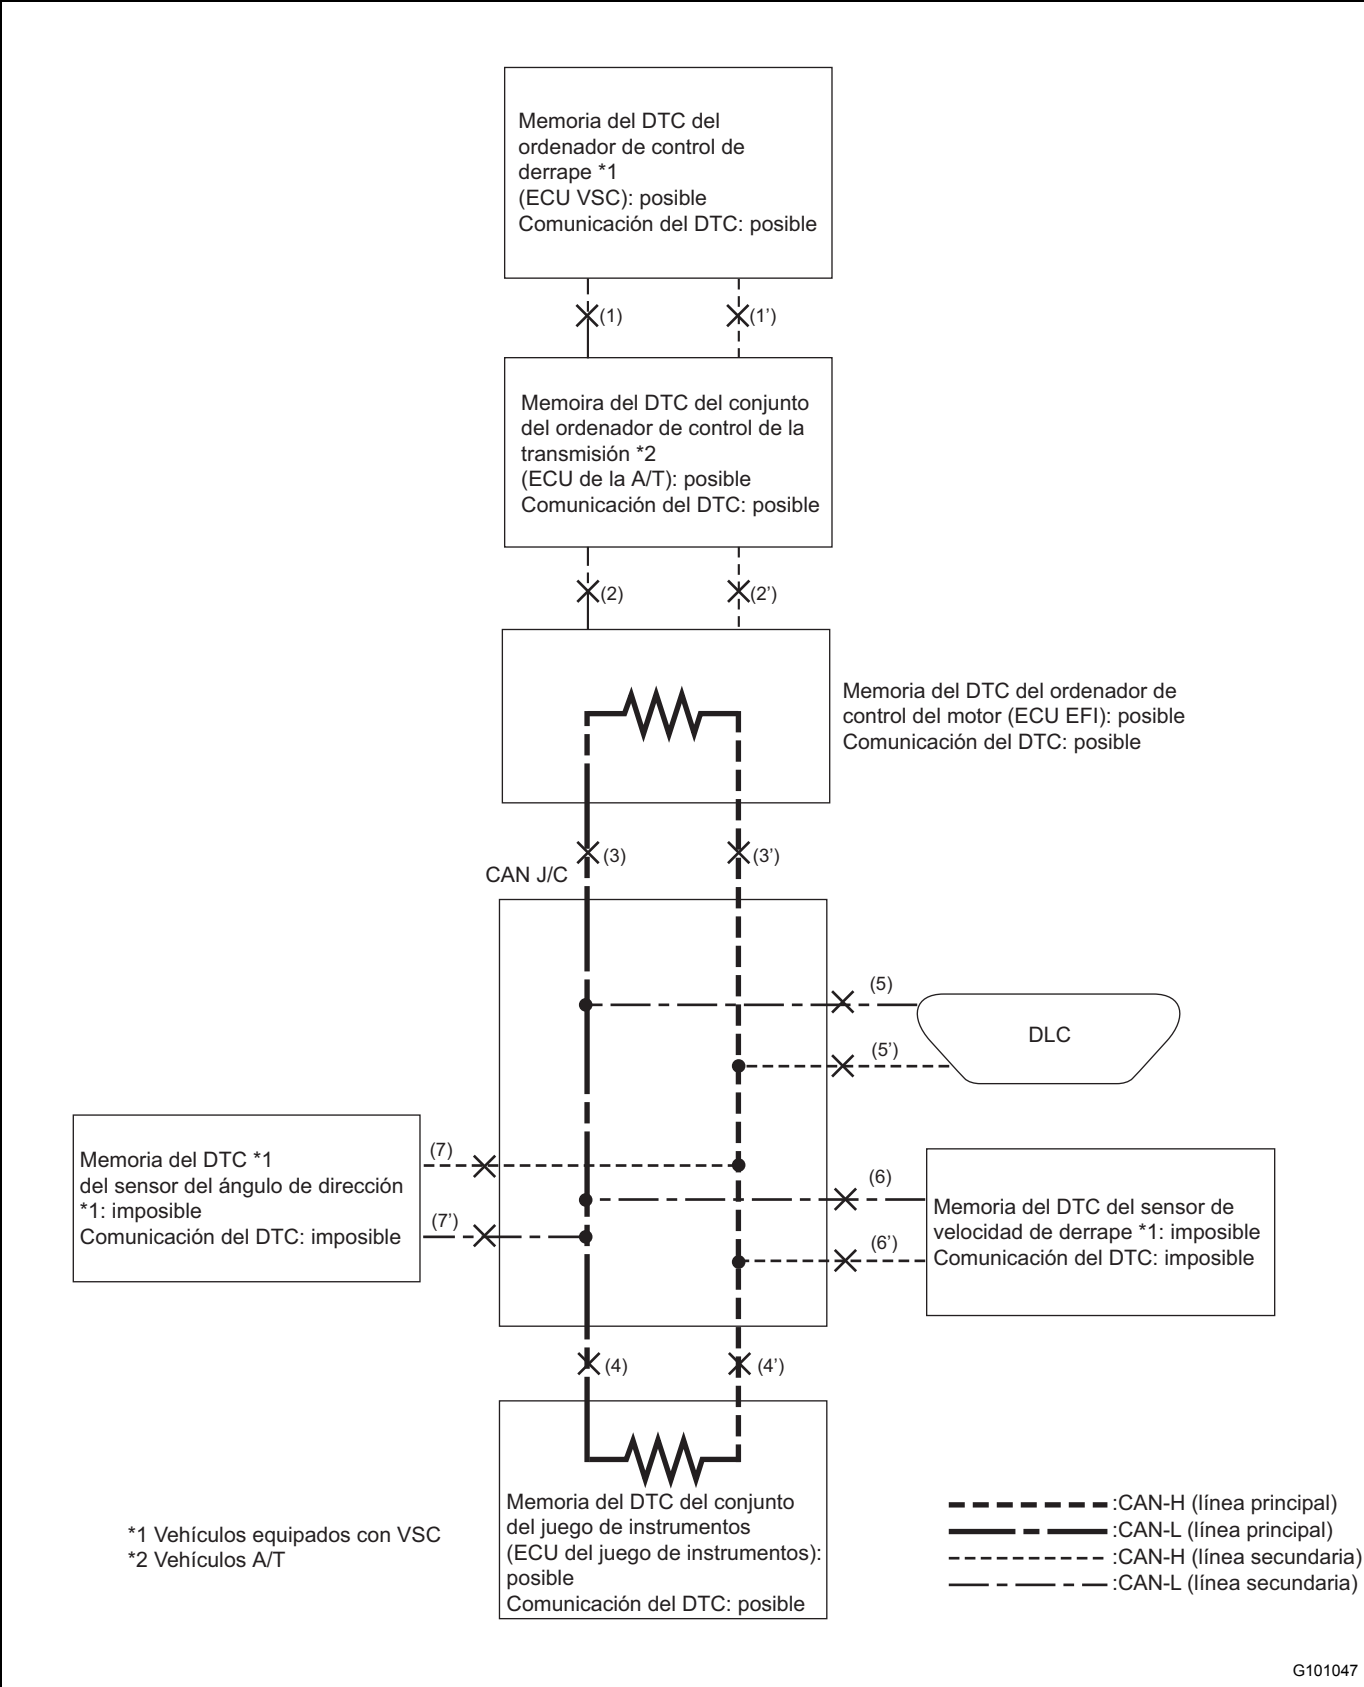 Memoria del DTC del
ordenador de control de
derrape *1
(ECU VSC): posible
Comunicación del DTC: posible
(1)
(1’)
Memoira del DTC del conjunto
del ordenador de control de la
transmisión *2
(ECU de la A/T): posible
Comunicación del DTC: posible
(2)
(2’)
Memoria del DTC del ordenador de
control del motor (ECU EFI): posible
Comunicación del DTC: posible
(3)
(3’)
CAN J/C
(5)
DLC
(5’)
(7)
Memoria del DTC *1
del sensor del ángulo de dirección
*1: imposible
Comunicación del DTC: imposible
(7’)
(6)
Memoria del DTC del sensor de
velocidad de derrape *1: imposible
Comunicación del DTC: imposible
(6’)
(4)
(4’)
Memoria del DTC del conjunto
del juego de instrumentos
(ECU del juego de instrumentos):
posible
Comunicación del DTC: posible
*1 Vehículos equipados con VSC
*2 Vehículos A/T
:CAN-H (línea principal)
:CAN-L (línea principal)
:CAN-H (línea secundaria)
:CAN-L (línea secundaria)
G101047